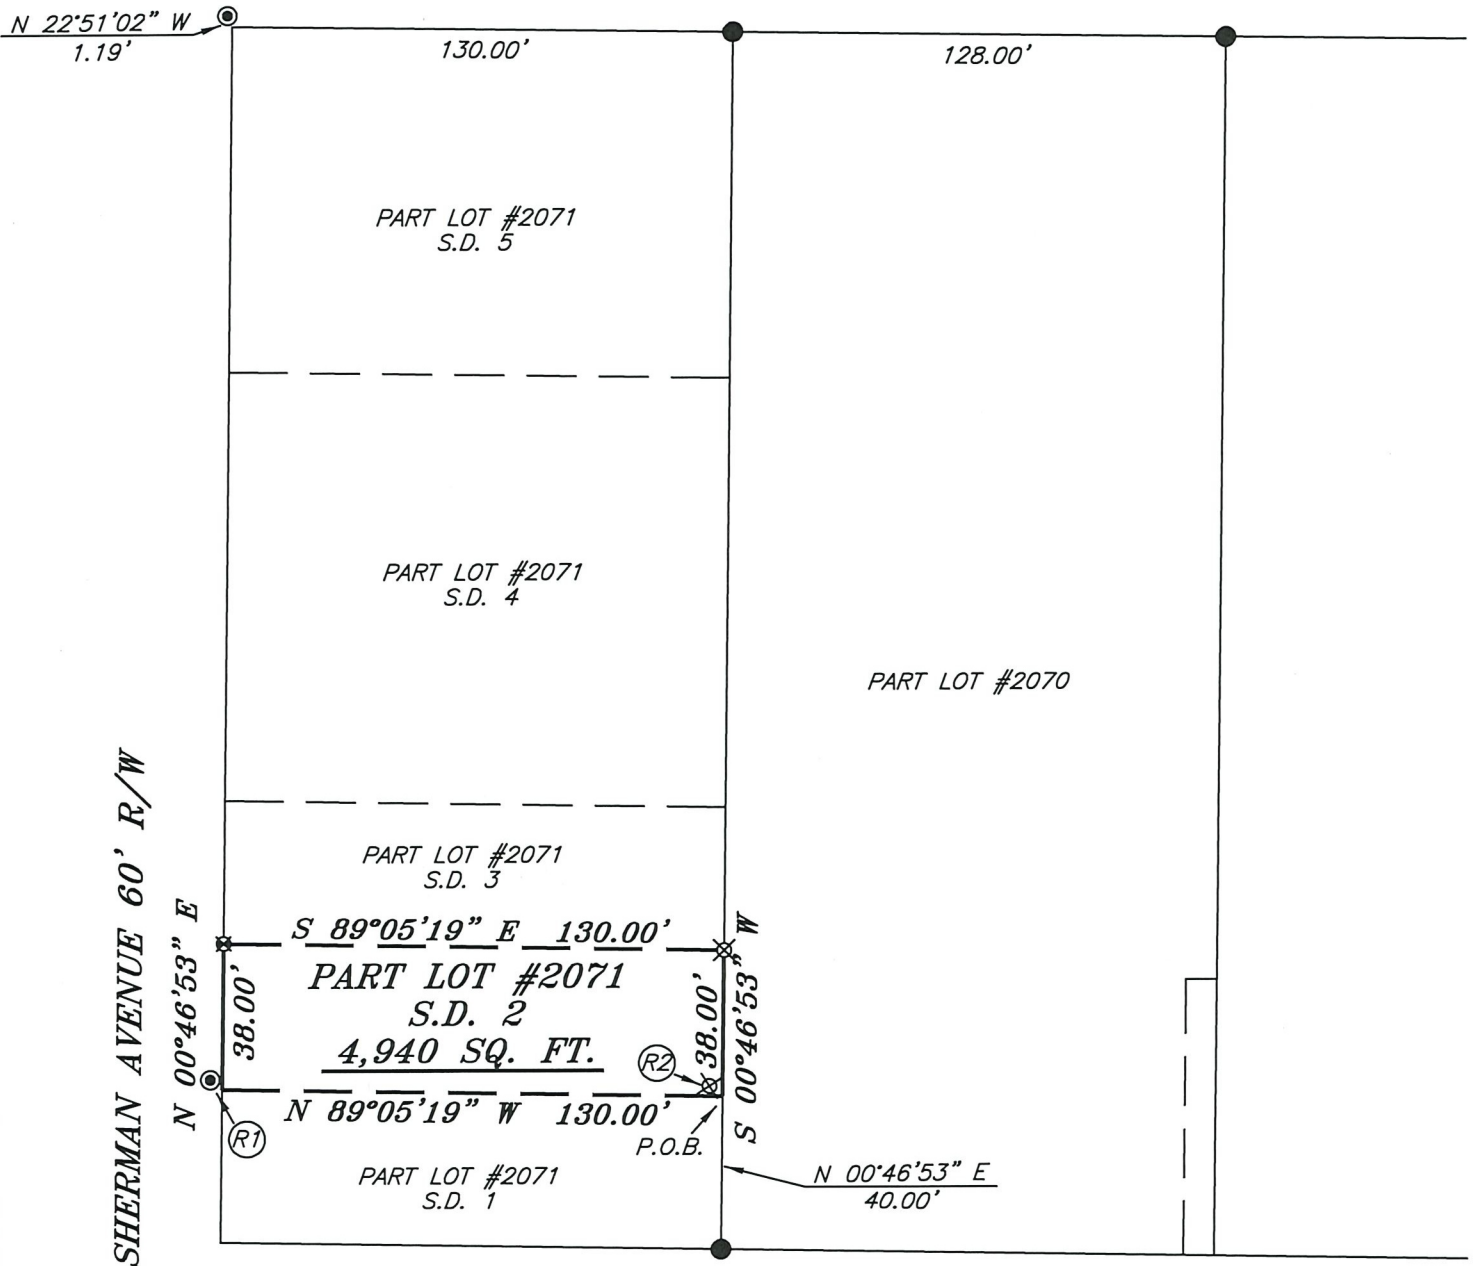 N 22°51'02" W
1.19'
130.00'
128.00'
PART LOT #2071
S.D. 5
PART LOT #2071
S.D. 4
PART LOT #2070
SHERMAN AVENUE 60' R/W
PART LOT #2071
S.D. 3
N 00°46'53" E
38.00'
S 89°05'19" E 130.00'
PART LOT #2071
S.D. 2
4,940 SQ. FT.
R2
38.00'
S 00°46'53" W
N 89°05'19" W 130.00'
R1
P.O.B.
PART LOT #2071
S.D. 1
N 00°46'53" E
40.00'